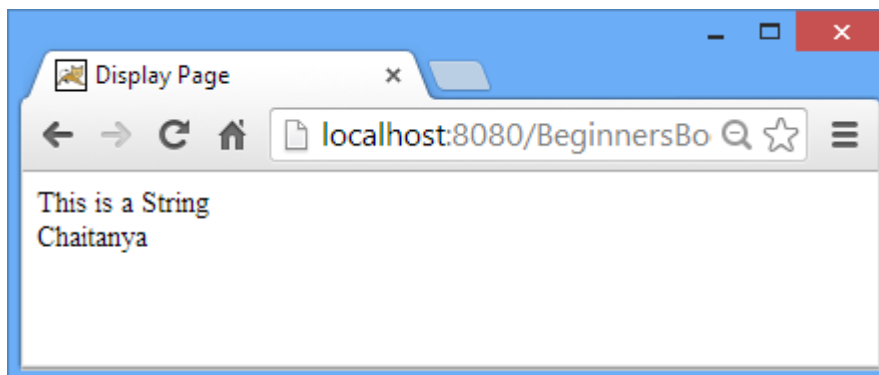 Display Page
localhost:8080/BeginnersBo
This is a String
Chaitanya